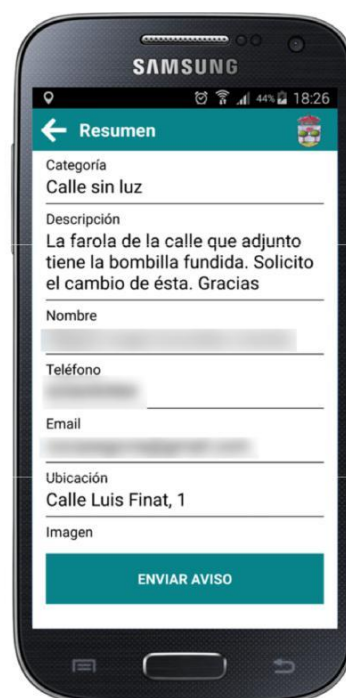 SAMSUNG
44% 18:26
Resumen
Categoría
Calle sin luz
Descripción
La farola de la calle que adjunto
tiene la bombilla fundida. Solicito
el cambio de ésta. Gracias
Nombre
Teléfono
Email
Ubicación
Calle Luis Finat, 1
Imagen
ENVIAR AVISO